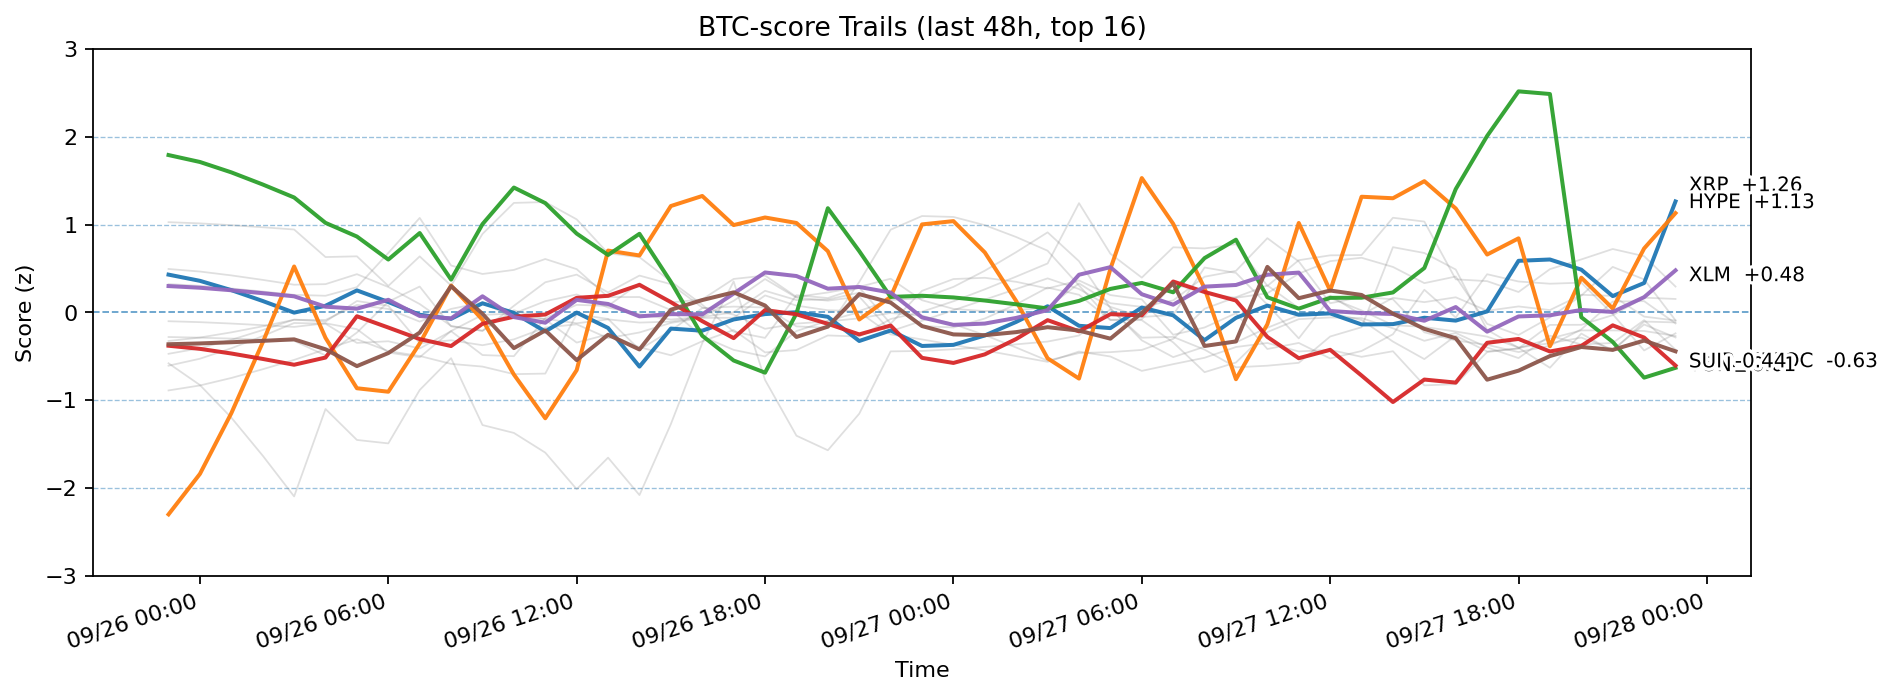 BTC-score Trails (last 48h, top 16)
Score (z)
3
2
1
0
−1
−2
−3
XRP +1.26
HYPE +1.13
XLM +0.48
-0.63
09/26 00:00
09/26 06:00
09/26 12:00
09/26 18:00
09/27 00:00
09/27 06:00
09/27 12:00
09/27 18:00
09/28 00:00
Time